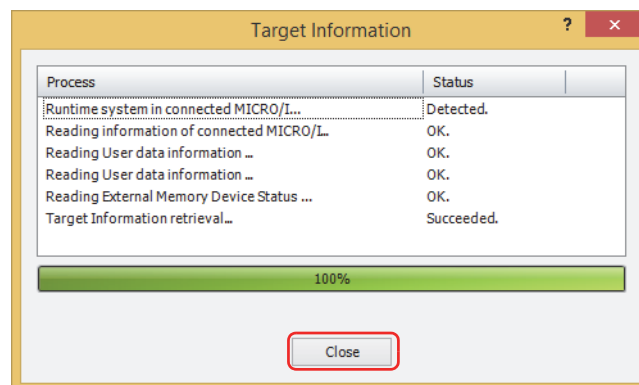 Target Information
? ×
Process Status
Runtime system in connected MICRO/I... Detected.
Reading information of connected MICRO/I... OK.
Reading User data information ... OK.
Reading User data information ... OK.
Reading External Memory Device Status ... OK.
Target Information retrieval... Succeeded.
100%
Close